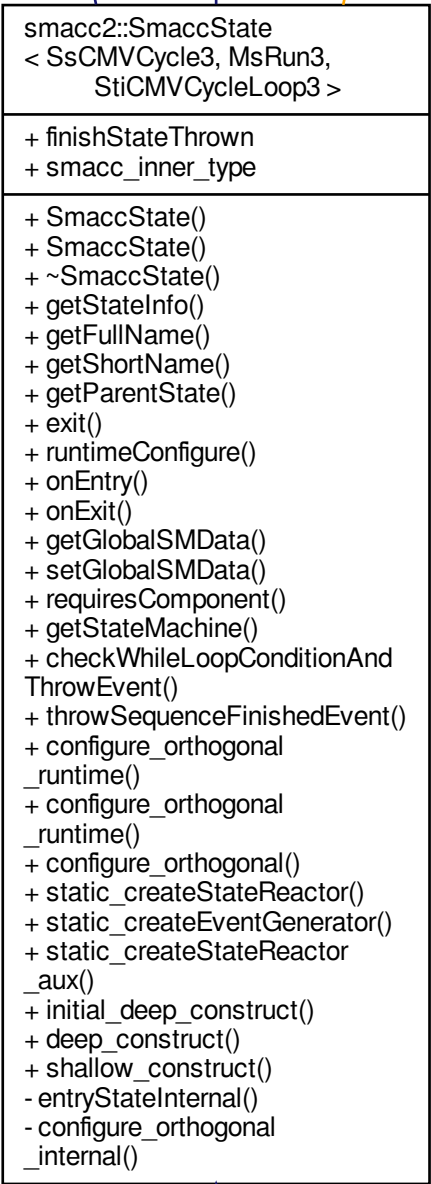 smacc2::SmaccState
< SsCMVCycle3, MsRun3,
StiCMVCycleLoop3 >
+ finishStateThrown
+ smacc_inner_type
+ SmaccState()
+ SmaccState()
+ ~SmaccState()
+ getStateInfo()
+ getFullName()
+ getShortName()
+ getParentState()
+ exit()
+ runtimeConfigure()
+ onEntry()
+ onExit()
+ getGlobalSMData()
+ setGlobalSMData()
+ requiresComponent()
+ getStateMachine()
+ checkWhileLoopConditionAnd
ThrowEvent()
+ throwSequenceFinishedEvent()
+ configure_orthogonal
_runtime()
+ configure_orthogonal
_runtime()
+ configure_orthogonal()
+ static_createStateReactor()
+ static_createEventGenerator()
+ static_createStateReactor
_aux()
+ initial_deep_construct()
+ deep_construct()
+ shallow_construct()
- entryStateInternal()
- configure_orthogonal
_internal()